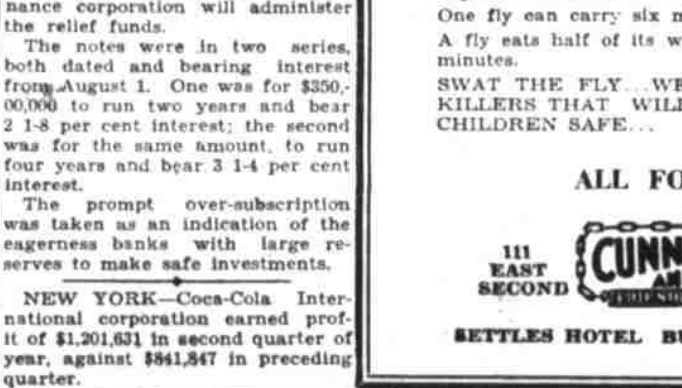 nance corporation will administer
the relief funds.
The notes were in two series,
both dated and bearing interest
from August 1. One was for $350,-
00,000 to run two years and bear
2 1-8 per cent interest; the second
was for the same amount, to run
four years and bear 3 1-4 per cent
interest.
The prompt over-subscription
was taken as an indication of the
eagerness banks with large re-
serves to make safe investments.
NEW YORK—Coca-Cola Inter-
national corporation earned prof-
it of $1,201,631 in second quarter of
year, against $841,847 in preceding
quarter.
One fly can carry six m
A fly eats half of its w
minutes.
SWAT THE FLY...WE
KILLERS THAT WILL
CHILDREN SAFE...
ALL FO
111
EAST
SECOND
CUNN
AN
SETTLES HOTEL BU